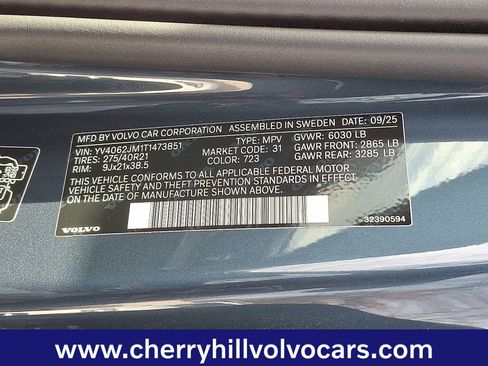 MFD BY VOLVO CAR CORPORATION ASSEMBLED IN SWEDEN DATE: 09/25
VIN: YV4062JM1T1473851 TYPE: MPV GVWR: 6030 LB
TIRES: 275/40R21 MARKET CODE: 31 GAWR FRONT: 2865 LB
RIM: 9Jx21x38.5 COLOR: 723 GAWR REAR: 3285 LB
THIS VEHICLE CONFORMS TO ALL APPLICABLE FEDERAL MOTOR
VEHICLE SAFETY AND THEFT PREVENTION STANDARDS IN EFFECT
ON THE DATE OF MANUFACTURE SHOWN ABOVE.
VOLVO 32390594
www.cherryhillvolvocars.com